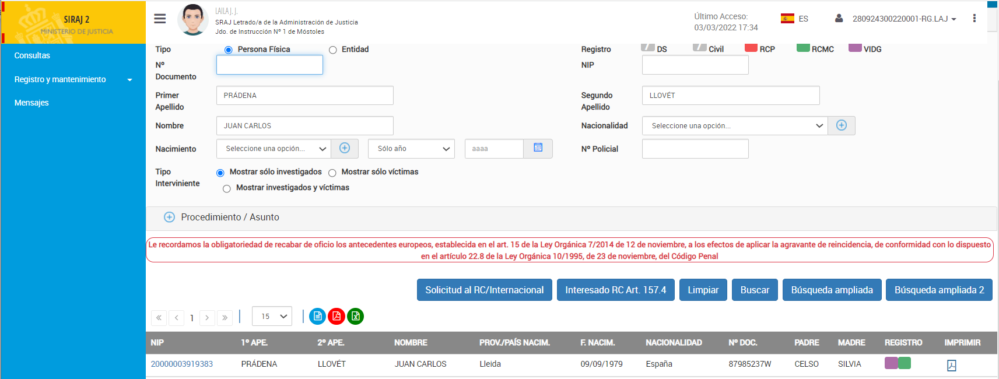 SIRAJ 2
MINISTERIO DE JUSTICIA
LAILA J. J.
SRAJ Letrado/a de la Administración de Justicia
Jdo. de Instrucción Nº 1 de Móstoles
Último Acceso:
03/03/2022 17:34
ES
280924300220001-RG.LAJ
Consultas
Registro y mantenimiento
Mensajes
Tipo Persona Física Entidad
Registro DS Civil RCP RCMC VIDG
Nº
Documento
NIP
Primer
Apellido
PRÁDENA
Segundo
Apellido
LLOVÉT
Nombre JUAN CARLOS
Nacionalidad Seleccione una opción...
Nacimiento Seleccione una opción... Sólo año aaaa
Nº Policial
Tipo
Interviniente
Mostrar sólo investigados Mostrar sólo víctimas
Mostrar investigados y víctimas
Procedimiento / Asunto
Le recordamos la obligatoriedad de recabar de oficio los antecedentes europeos, establecida en el art. 15 de la Ley Orgánica 7/2014 de 12 de noviembre, a los efectos de aplicar la agravante de reincidencia, de conformidad con lo dispuesto
en el artículo 22.8 de la Ley Orgánica 10/1995, de 23 de noviembre, del Código Penal
Solicitud al RC/Internacional Interesado RC Art. 157.4 Limpiar Buscar Búsqueda ampliada Búsqueda ampliada 2
« ‹ 1 › » 15
NIP 1º APE. 2º APE. NOMBRE PROV./PAÍS NACIM. F. NACIM. NACIONALIDAD Nº DOC. PADRE MADRE REGISTRO IMPRIMIR
20000003919383 PRÁDENA LLOVÉT JUAN CARLOS Lleida 09/09/1979 España 87985237W CELSO SILVIA